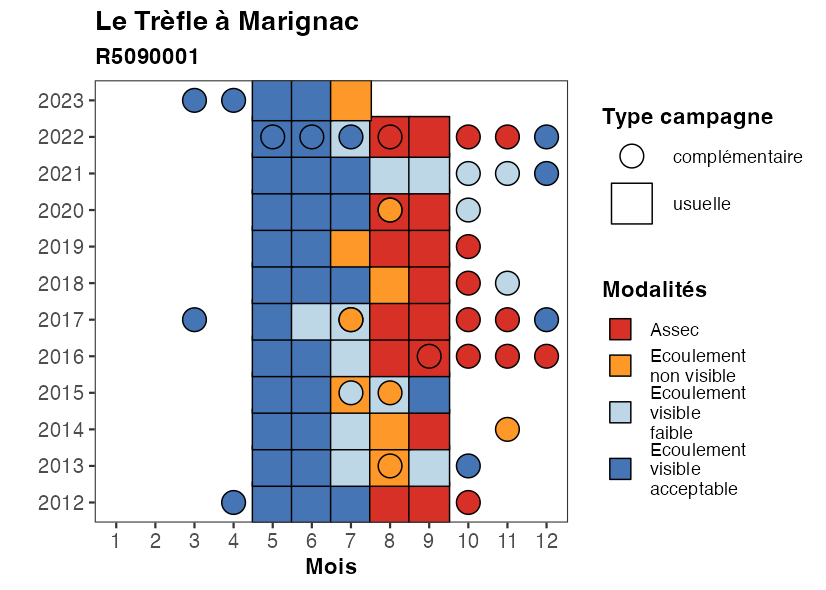 Le Trèfle à Marignac
R5090001
2023
2022
2021
2020
2019
2018
2017
2016
2015
2014
2013
2012
1 2 3 4 5 6 7 8 9 10 11 12
Mois
Type campagne
complémentaire
usuelle
Modalités
Assec
Ecoulement
non visible
Ecoulement
visible
faible
Ecoulement
visible
acceptable